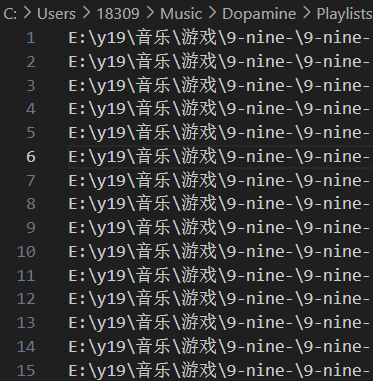 C: > Users > 18309 > Music > Dopamine > Playlists
1 E:\y19\音乐\游戏\9-nine-\9-nine-
2 E:\y19\音乐\游戏\9-nine-\9-nine-
3 E:\y19\音乐\游戏\9-nine-\9-nine-
4 E:\y19\音乐\游戏\9-nine-\9-nine-
5 E:\y19\音乐\游戏\9-nine-\9-nine-
6 E:\y19\音乐\游戏\9-nine-\9-nine-
7 E:\y19\音乐\游戏\9-nine-\9-nine-
8 E:\y19\音乐\游戏\9-nine-\9-nine-
9 E:\y19\音乐\游戏\9-nine-\9-nine-
10 E:\y19\音乐\游戏\9-nine-\9-nine-
11 E:\y19\音乐\游戏\9-nine-\9-nine-
12 E:\y19\音乐\游戏\9-nine-\9-nine-
13 E:\y19\音乐\游戏\9-nine-\9-nine-
14 E:\y19\音乐\游戏\9-nine-\9-nine-
15 E:\y19\音乐\游戏\9-nine-\9-nine-